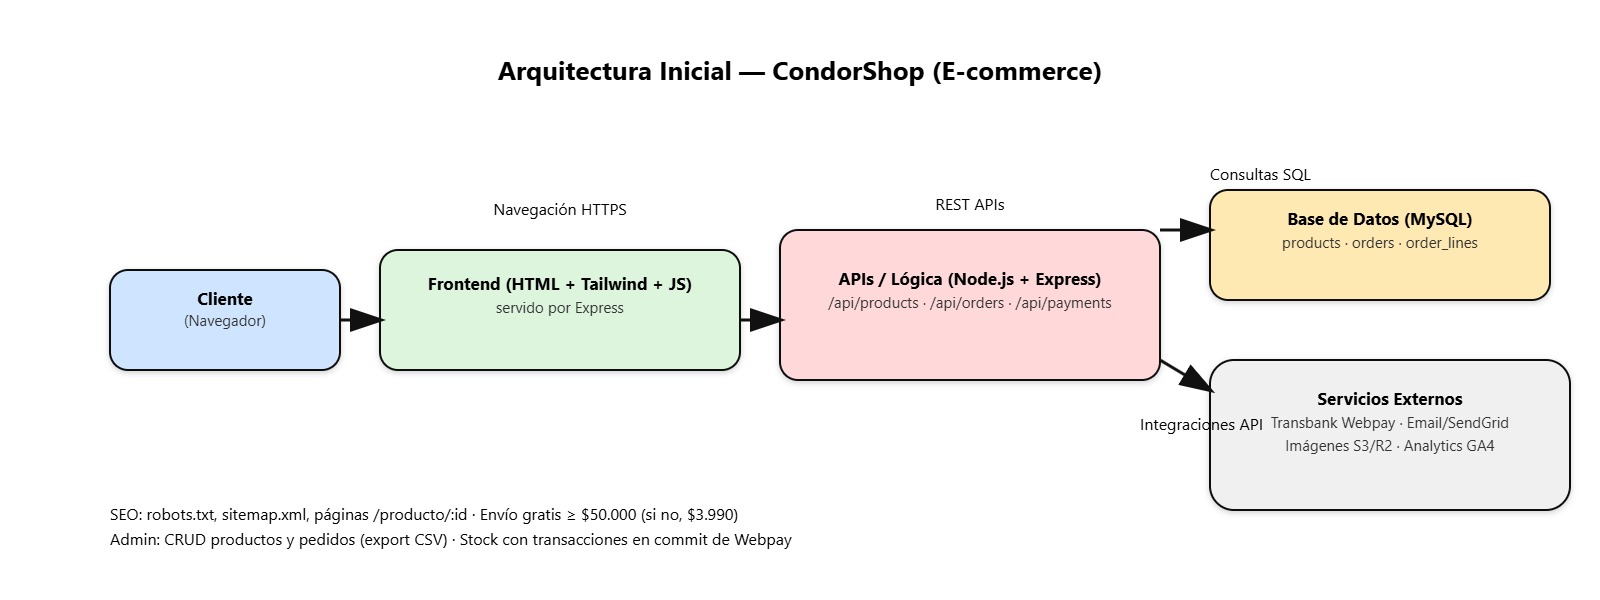 Arquitectura Inicial — CondorShop (E-commerce)
Navegación HTTPS
REST APIs
Consultas SQL
Cliente
(Navegador)
Frontend (HTML + Tailwind + JS)
servido por Express
APIs / Lógica (Node.js + Express)
/api/products · /api/orders · /api/payments
Base de Datos (MySQL)
products · orders · order_lines
Integraciones API
Servicios Externos
Transbank Webpay · Email/SendGrid
Imágenes S3/R2 · Analytics GA4
SEO: robots.txt, sitemap.xml, páginas /producto/:id · Envío gratis ≥ $50.000 (si no, $3.990)
Admin: CRUD productos y pedidos (export CSV) · Stock con transacciones en commit de Webpay